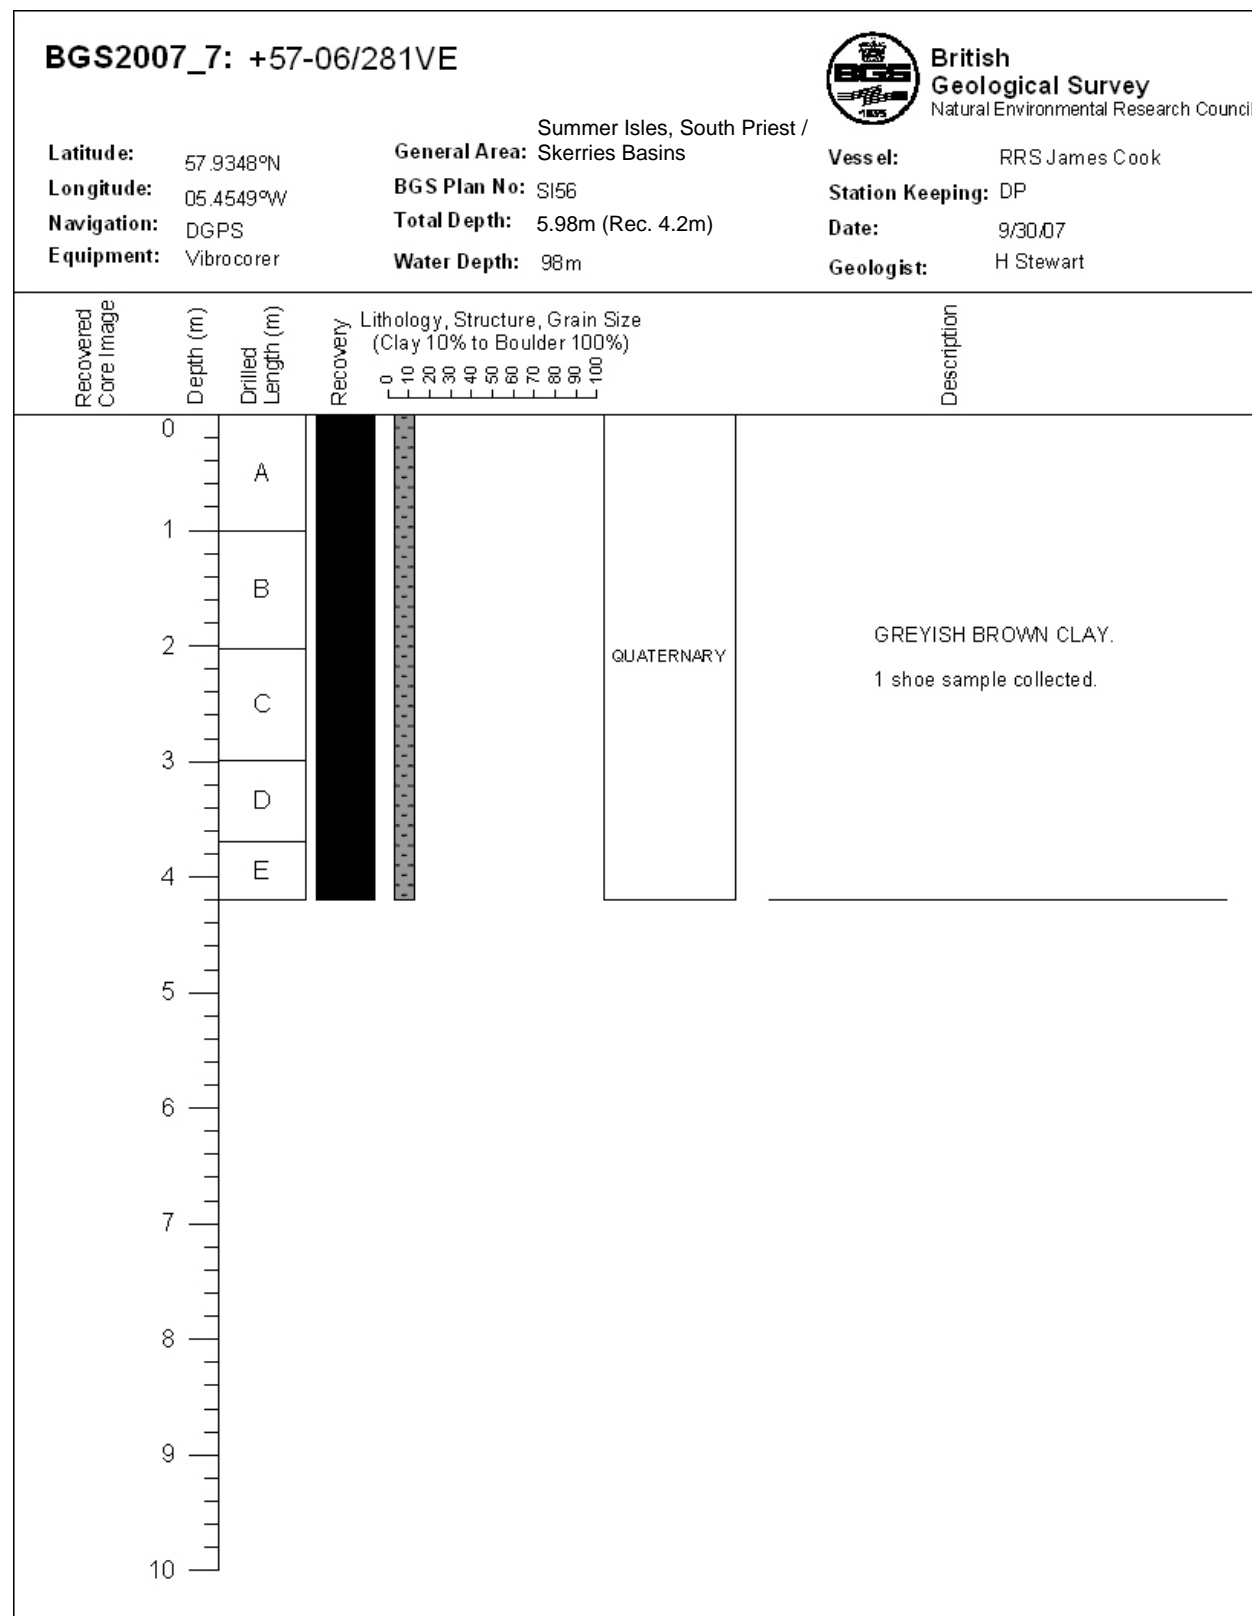 BGS2007_7: +57-06/281VE
British
Geological Survey
Natural Environmental Research Council
BGS
1835
Latitude: 57.9348ºN
Longitude: 05.4549ºW
Navigation: DGPS
Equipment: Vibrocorer
General Area: Summer Isles, South Priest /
Skerries Basins
BGS Plan No: SI56
Total Depth: 5.98m (Rec. 4.2m)
Water Depth: 98m
Vessel: RRS James Cook
Station Keeping: DP
Date: 9/30/07
Geologist: H Stewart
Recovered
Core Image
Depth (m)
Drilled
Length (m)
Recovery
Lithology, Structure, Grain Size
(Clay 10% to Boulder 100%)
0 10 20 30 40 50 60 70 80 90 100
Description
0
A
1
B
2
C
3
D
4
E
5
6
7
8
9
10
QUATERNARY
GREYISH BROWN CLAY.
1 shoe sample collected.